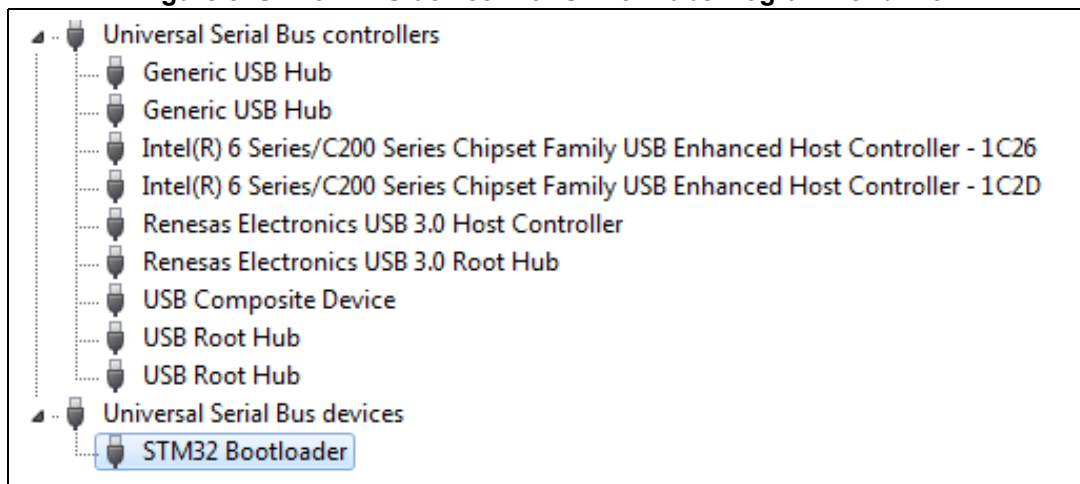 Universal Serial Bus controllers
Generic USB Hub
Generic USB Hub
Intel(R) 6 Series/C200 Series Chipset Family USB Enhanced Host Controller - 1C26
Intel(R) 6 Series/C200 Series Chipset Family USB Enhanced Host Controller - 1C2D
Renesas Electronics USB 3.0 Host Controller
Renesas Electronics USB 3.0 Root Hub
USB Composite Device
USB Root Hub
USB Root Hub
Universal Serial Bus devices
STM32 Bootloader